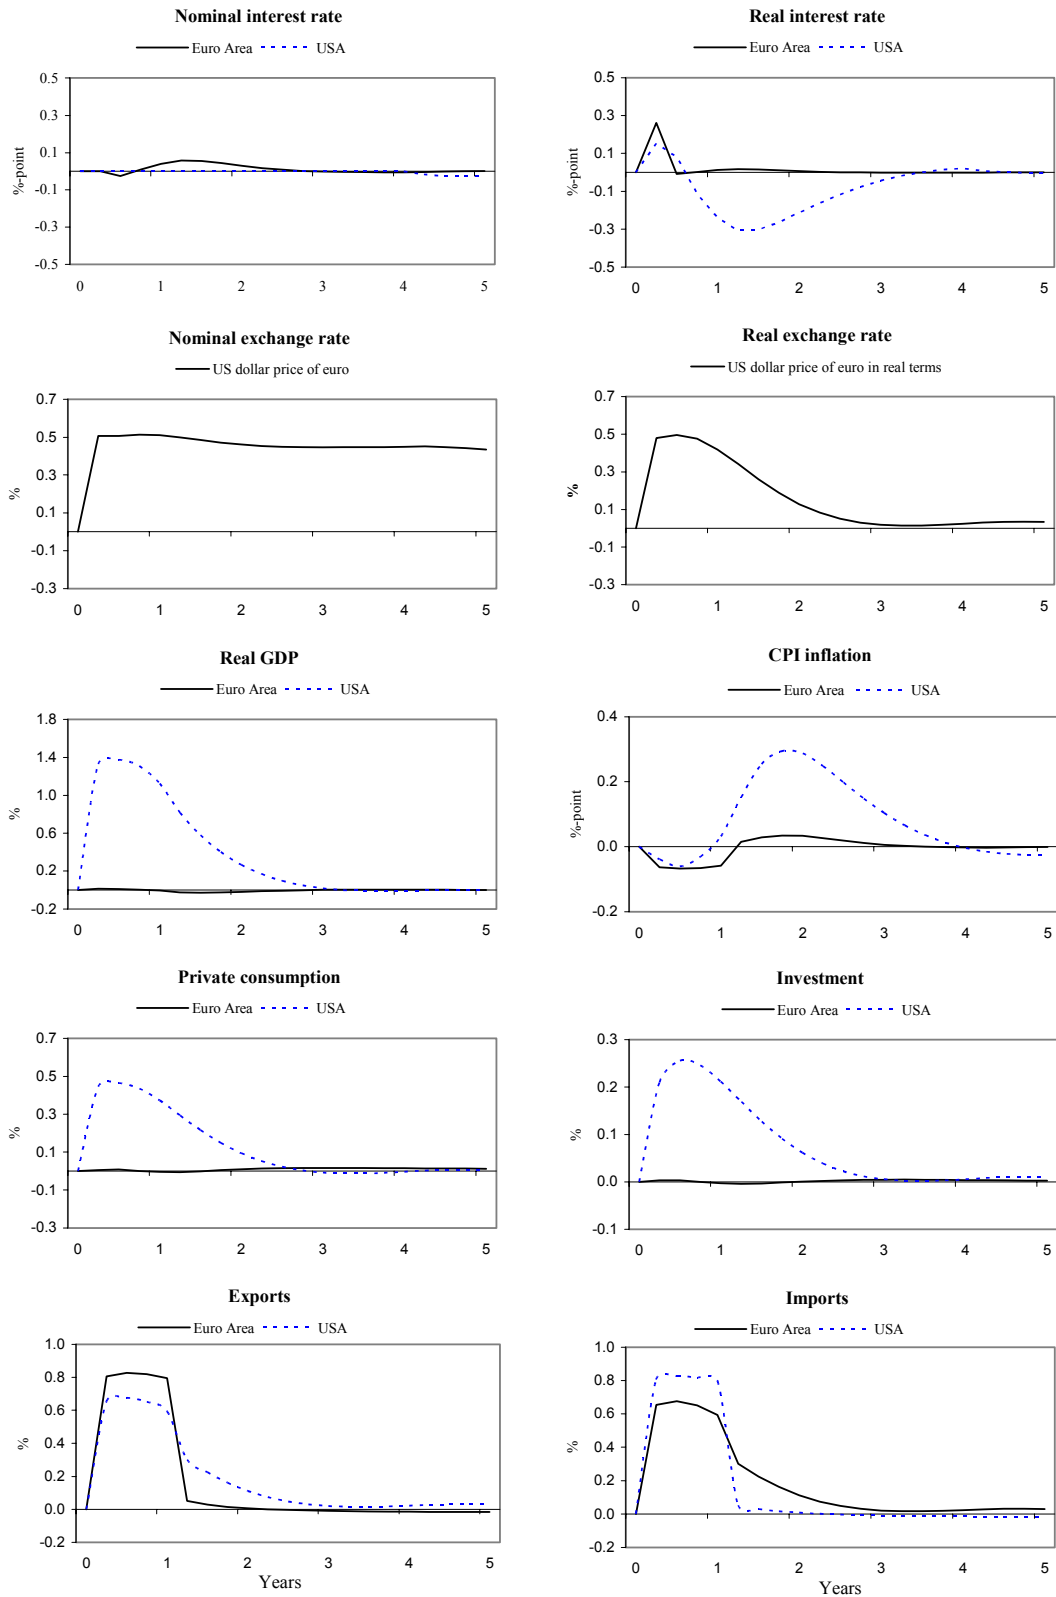 Nominal interest rate
Euro Area USA
0.5
0.3
0.1
-0.1
-0.3
-0.5
%-point
0 1 2 3 4 5
Real interest rate
Euro Area USA
0.5
0.3
0.1
-0.1
-0.3
-0.5
%-point
0 1 2 3 4 5
Nominal exchange rate
US dollar price of euro
0.7
0.5
0.3
0.1
-0.1
-0.3
%
0 1 2 3 4 5
Real exchange rate
US dollar price of euro in real terms
0.7
0.5
0.3
0.1
-0.1
-0.3
%
0 1 2 3 4 5
Real GDP
Euro Area USA
1.8
1.4
1.0
0.6
0.2
-0.2
%
0 1 2 3 4 5
CPI inflation
Euro Area USA
0.4
0.2
0.0
-0.2
%-point
0 1 2 3 4 5
Private consumption
Euro Area USA
0.7
0.5
0.3
0.1
-0.1
-0.3
%
0 1 2 3 4 5
Investment
Euro Area USA
0.3
0.2
0.1
0.0
-0.1
%
0 1 2 3 4 5
Exports
Euro Area USA
1.0
0.8
0.6
0.4
0.2
0.0
-0.2
%
0 1 2 3 4 5
Years
Imports
Euro Area USA
1.0
0.8
0.6
0.4
0.2
0.0
-0.2
%
0 1 2 3 4 5
Years